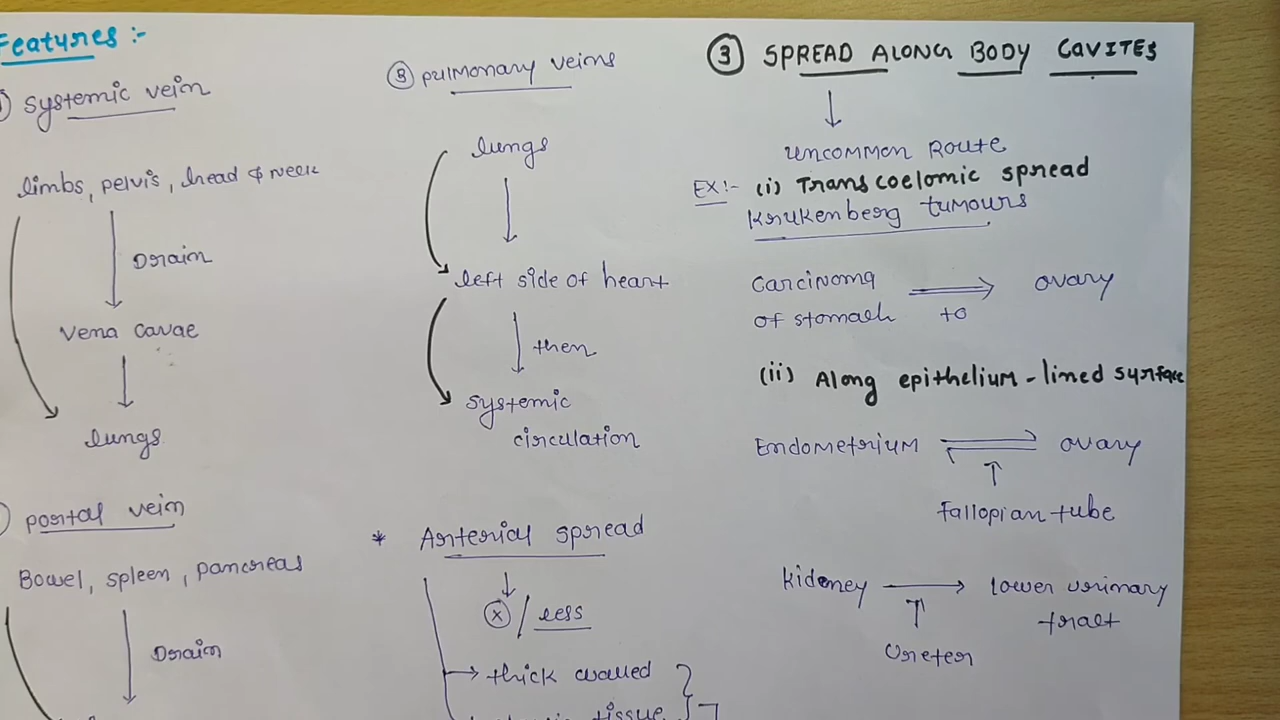 Features :-
systemic vein
limbs, pelvis, head & neck
Drain
Vena cavae
lungs
portal vein
Bowel, spleen, pancreas
Drain
③ pulmonary veins
lungs
left side of heart
then
systemic
circulation
* Arterial spread
ⓧ / less
→ thick walled
tissue
③ SPREAD ALONG BODY CAVITES
uncommon Route
EX:- (i) Transcoelomic spread
Krukenberg tumours
Carcinoma ovary
of stomach to
(ii) Along epithelium-lined surface
Endometrium ovary
fallopian tube
kidney lower urinary
tract
Ureter